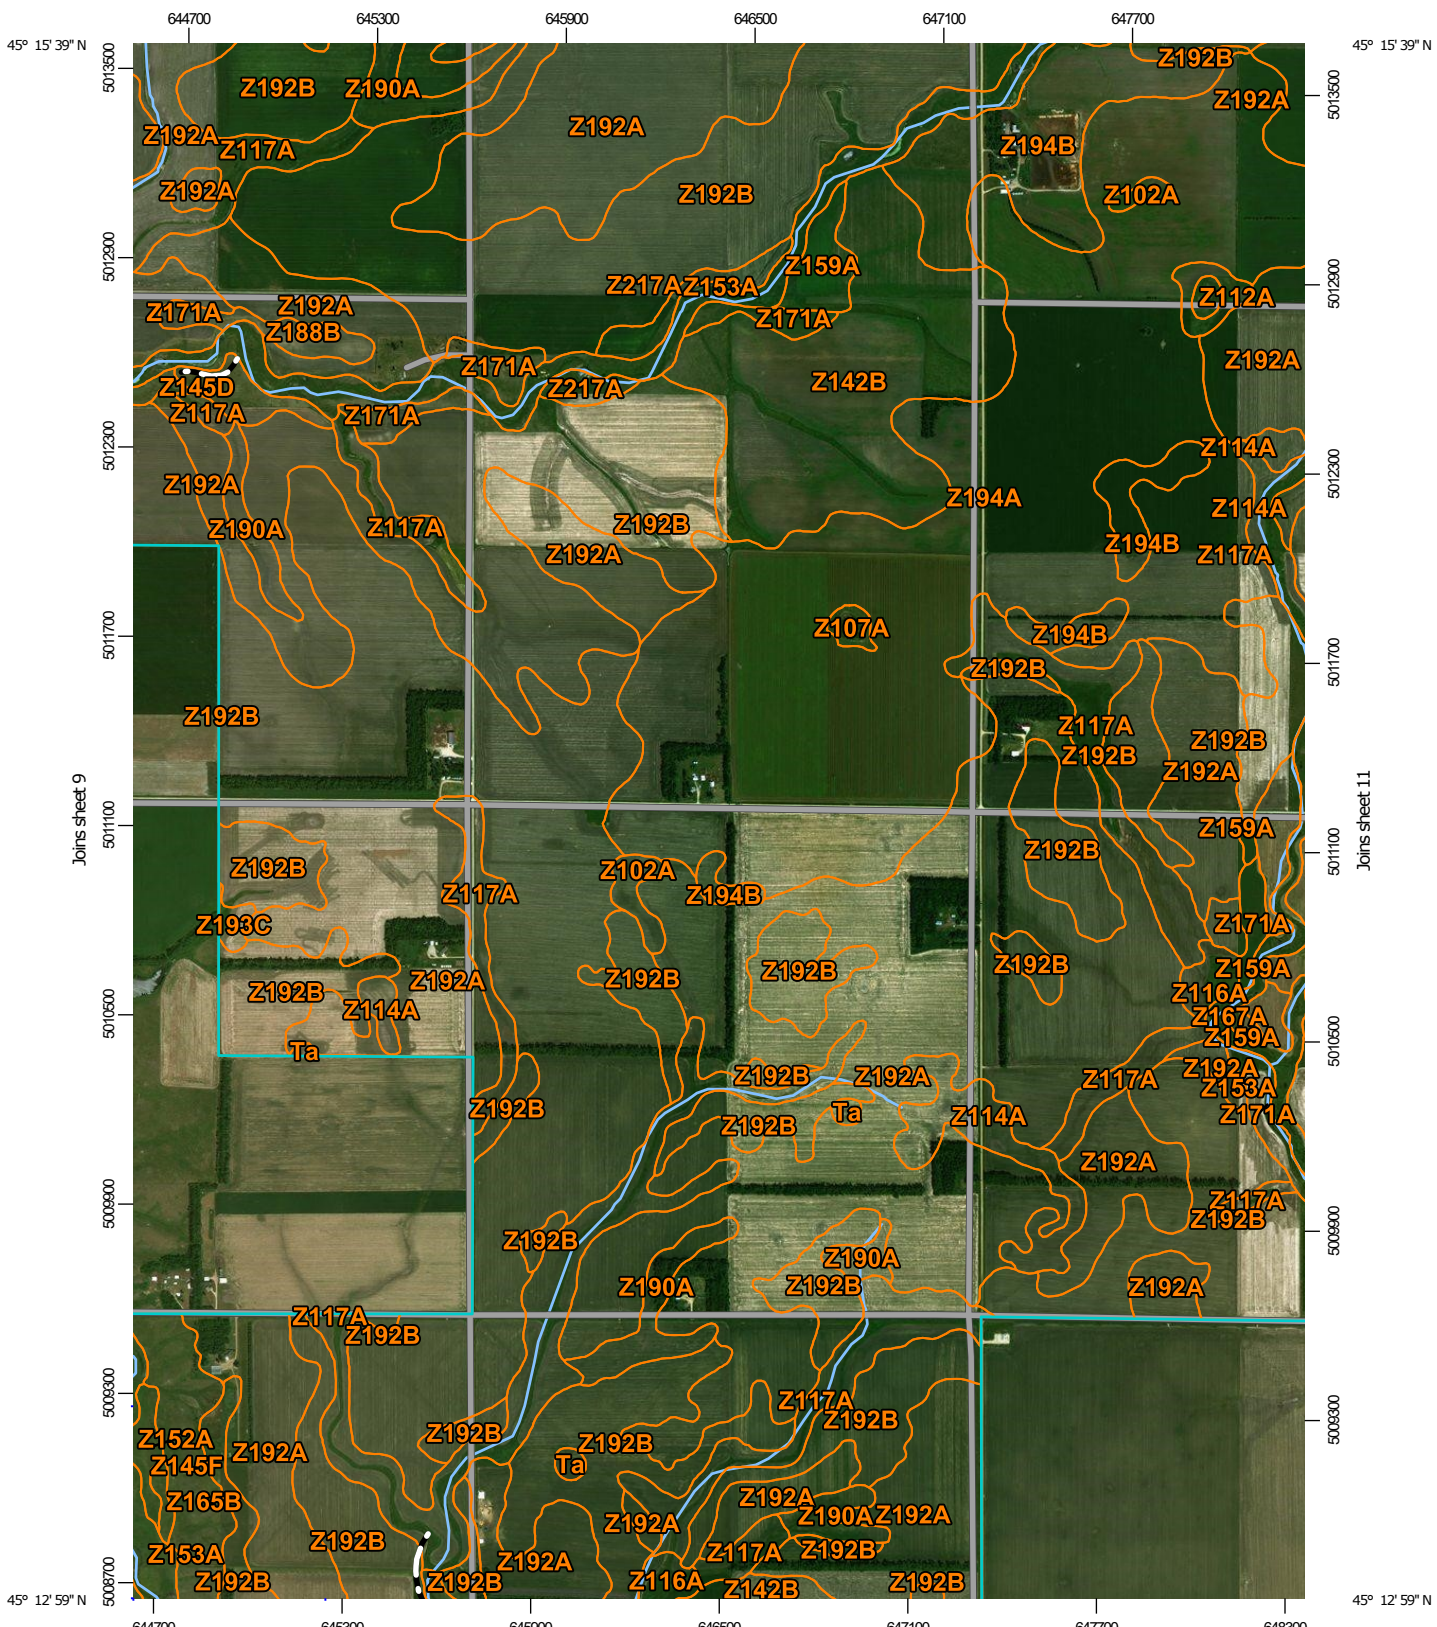 644700 645300 645900 646500 647100 647700
45° 15' 39" N
45° 15' 39" N
Z192B
5013500
Z192B Z190A
5013500
Z192A
Z192A
Z192A
Z117A
Z194B
Z192A
Z192B
Z102A
5012900
Z159A
Z217A
Z153A
5012900
Z112A
Z192A
Z171A
Z171A
Z188B
Z192A
Z171A
Z142B
Z145D
Z217A
Z117A
Z171A
5012300
Z114A
5012300
Z192A
Z194A
Z114A
Z192B
Z190A
Z117A
Z194B
Z192A
Z117A
5011700
Z107A
Z194B
5011700
Z192B
Z192B
Z117A
Z192B
Z192B
Z192A
Joins sheet 9
Joins sheet 11
5011100
Z159A
5011100
Z192B
Z192B
Z102A
Z117A
Z194B
Z193C
Z171A
Z192B
Z192B
Z159A
Z192A
Z192B
Z192B
Z116A
Z114A
5010500
Z167A
5010500
Z159A
Ta
Z192A
Z192B
Z192A
Z117A
Z153A
Z192B
Ta
Z171A
Z114A
Z192B
Z192A
5009900
Z117A
Z192B
5009900
Z192B
Z190A
Z190A
Z192B
Z192A
Z117A
Z192B
5009300
Z117A
Z192B
5009300
Z192B
Z152A
Z192B
Z192A
Z145F
Ta
Z165B
Z192A
Z190A
Z192A
Z192A
Z192B
Z192B
Z153A
Z117A
Z192A
Z192B
Z192B
Z116A
Z142B
Z192B
5008700
45° 12' 59" N
45° 12' 59" N
644700 645300 645900 646500 647100 647700 648300